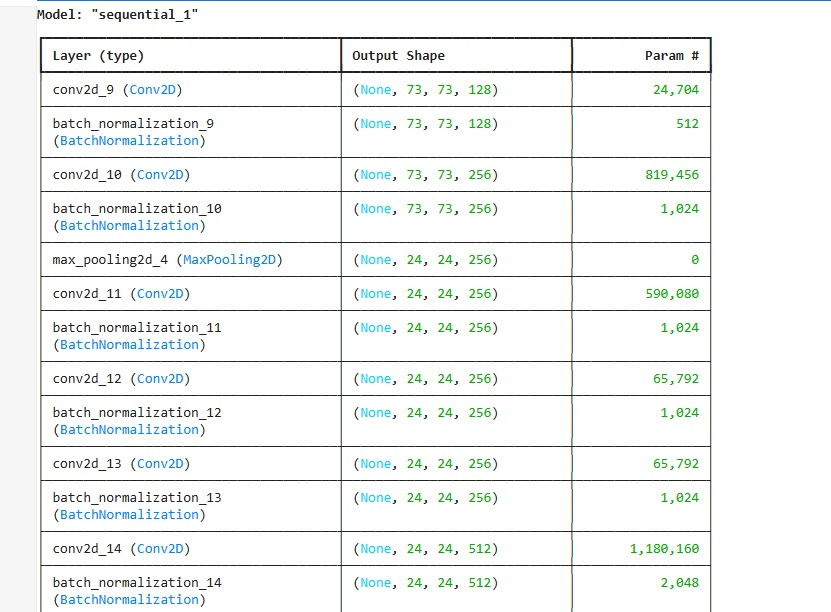 Model: "sequential_1"
Layer (type) Output Shape Param #
conv2d_9 (Conv2D) (None, 73, 73, 128) 24,704
batch_normalization_9 (None, 73, 73, 128) 512
(BatchNormalization)
conv2d_10 (Conv2D) (None, 73, 73, 256) 819,456
batch_normalization_10 (None, 73, 73, 256) 1,024
(BatchNormalization)
max_pooling2d_4 (MaxPooling2D) (None, 24, 24, 256) 0
conv2d_11 (Conv2D) (None, 24, 24, 256) 590,080
batch_normalization_11 (None, 24, 24, 256) 1,024
(BatchNormalization)
conv2d_12 (Conv2D) (None, 24, 24, 256) 65,792
batch_normalization_12 (None, 24, 24, 256) 1,024
(BatchNormalization)
conv2d_13 (Conv2D) (None, 24, 24, 256) 65,792
batch_normalization_13 (None, 24, 24, 256) 1,024
(BatchNormalization)
conv2d_14 (Conv2D) (None, 24, 24, 512) 1,180,160
batch_normalization_14 (None, 24, 24, 512) 2,048
(BatchNormalization)